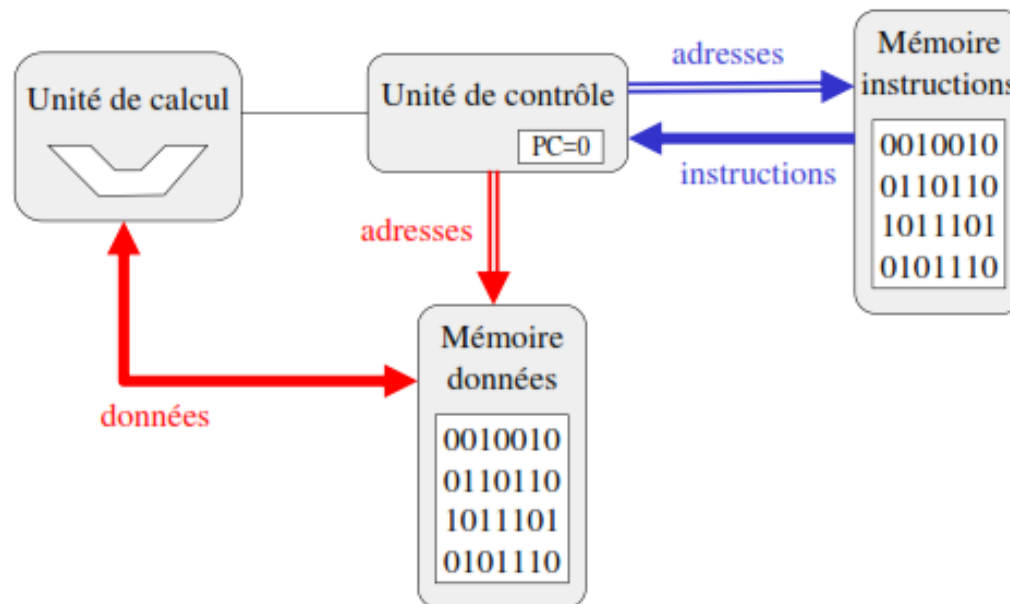 Unité de calcul
Unité de contrôle
PC=0
adresses
instructions
Mémoire
instructions
0010010
0110110
1011101
0101110
adresses
données
Mémoire
données
0010010
0110110
1011101
0101110